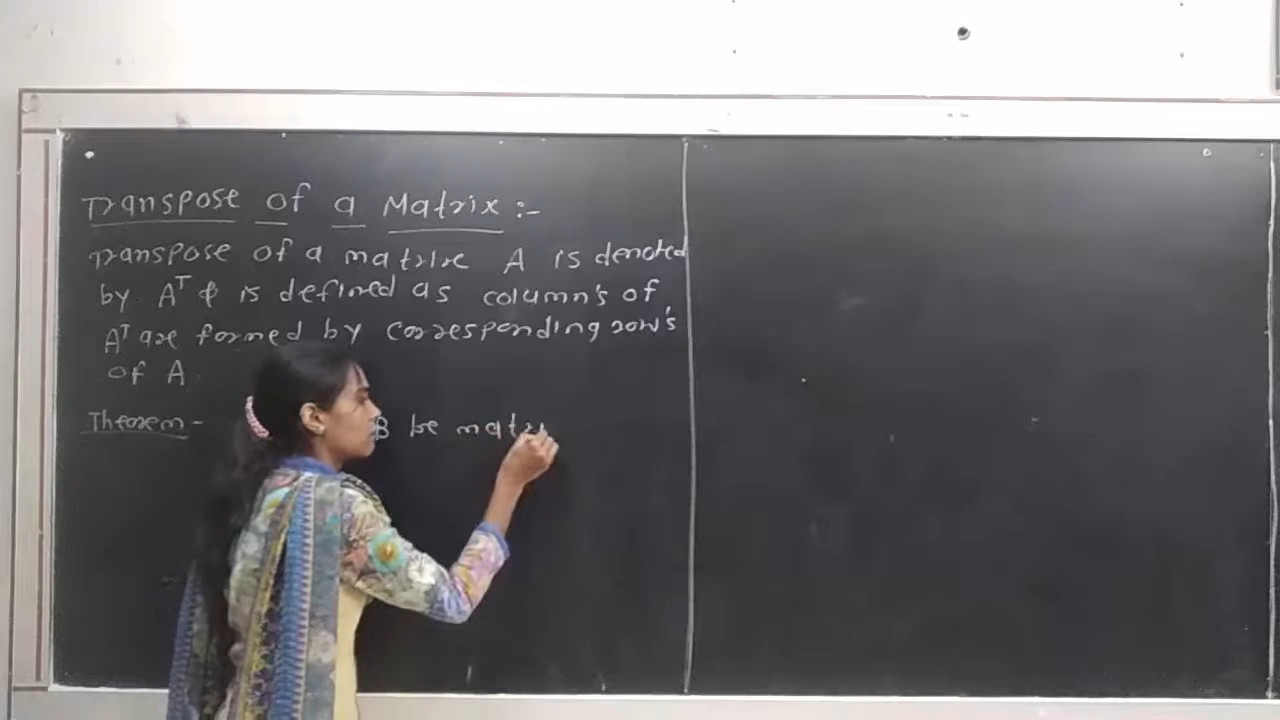 Transpose of a Matrix :-
Transpose of a matrix A is denoted
by A^T & is defined as column's of
A^T are formed by corresponding row's
of A.
Theorem - B be matr